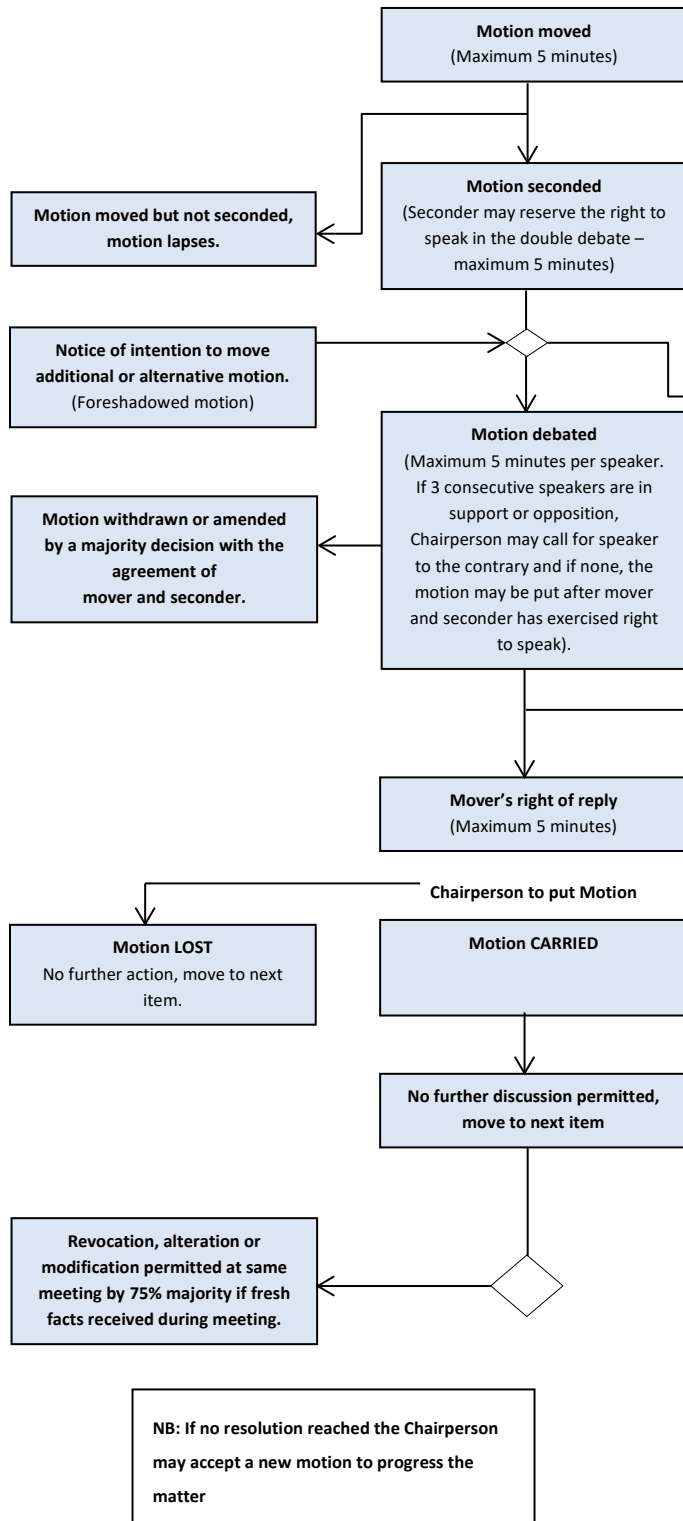 Motion moved
(Maximum 5 minutes)
Motion seconded
(Seconder may reserve the right to
speak in the double debate –
maximum 5 minutes)
Motion moved but not seconded,
motion lapses.
Notice of intention to move
additional or alternative motion.
(Foreshadowed motion)
Motion debated
(Maximum 5 minutes per speaker.
If 3 consecutive speakers are in
support or opposition,
Chairperson may call for speaker
to the contrary and if none, the
motion may be put after mover
and seconder has exercised right
to speak).
Motion withdrawn or amended
by a majority decision with the
agreement of
mover and seconder.
Mover’s right of reply
(Maximum 5 minutes)
Chairperson to put Motion
Motion LOST
No further action, move to next
item.
Motion CARRIED
No further discussion permitted,
move to next item
Revocation, alteration or
modification permitted at same
meeting by 75% majority if fresh
facts received during meeting.
NB: If no resolution reached the Chairperson
may accept a new motion to progress the
matter